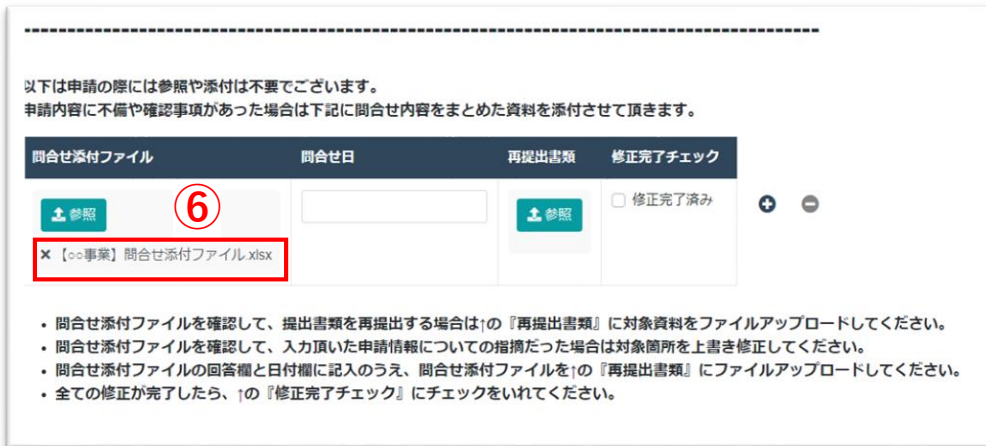 以下は申請の際には参照や添付は不要でございます。
申請内容に不備や確認事項があった場合は下記に問合せ内容をまとめた資料を添付させて頂きます。
問合せ添付ファイル 問合せ日 再提出書類 修正完了チェック
参照 ⑥ 参照 修正完了済み
× 【○○事業】問合せ添付ファイル.xlsx
• 問合せ添付ファイルを確認して、提出書類を再提出する場合は↑の『再提出書類』に対象資料をファイルアップロードしてください。
• 問合せ添付ファイルを確認して、入力頂いた申請情報についての指摘だった場合は対象箇所を上書き修正してください。
• 問合せ添付ファイルの回答欄と日付欄に記入のうえ、問合せ添付ファイルを↑の『再提出書類』にファイルアップロードしてください。
• 全ての修正が完了したら、↑の『修正完了チェック』にチェックをいれてください。